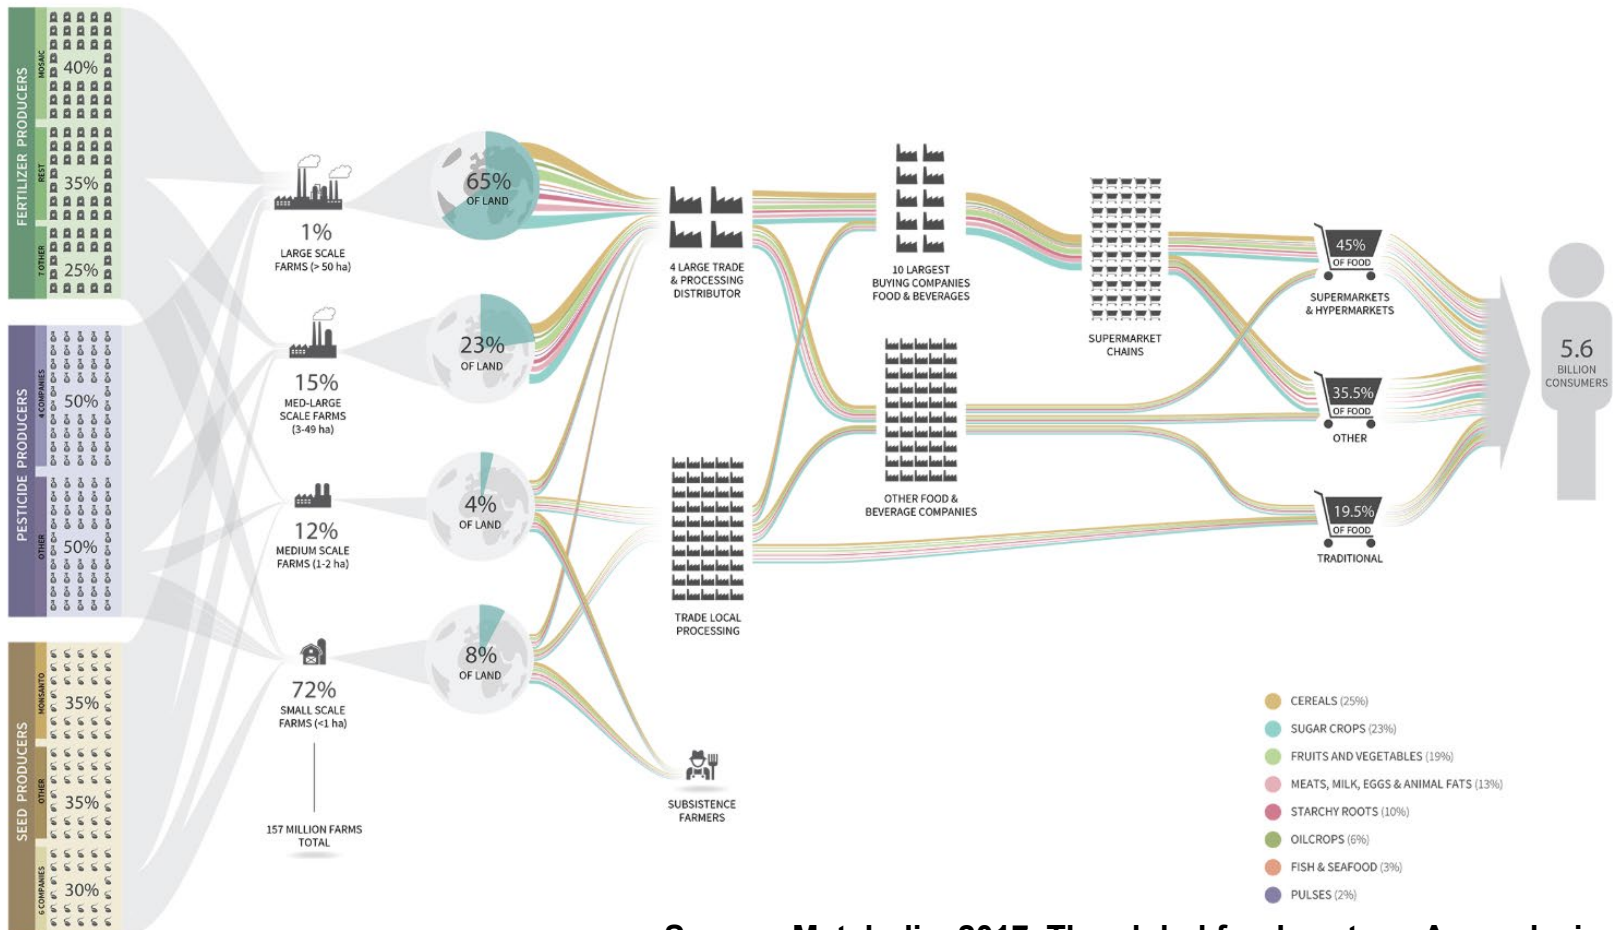 FERTILIZER PRODUCERS
MOSAIC
40%
REST
35%
7 OTHER
25%
PESTICIDE PRODUCERS
4 COMPANIES
50%
OTHER
50%
SEED PRODUCERS
MONSANTO
35%
OTHER
35%
6 COMPANIES
30%
1%
LARGE SCALE
FARMS (> 50 ha)
15%
MED-LARGE
SCALE FARMS
(3-49 ha)
12%
MEDIUM SCALE
FARMS (1-2 ha)
72%
SMALL SCALE
FARMS (<1 ha)
157 MILLION FARMS
TOTAL
65%
OF LAND
23%
OF LAND
4%
OF LAND
8%
OF LAND
4 LARGE TRADE
& PROCESSING
DISTRIBUTOR
TRADE LOCAL
PROCESSING
SUBSISTENCE
FARMERS
10 LARGEST
BUYING COMPANIES
FOOD & BEVERAGES
OTHER FOOD &
BEVERAGE COMPANIES
SUPERMARKET
CHAINS
45%
OF FOOD
SUPERMARKETS
& HYPERMARKETS
35.5%
OF FOOD
OTHER
19.5%
OF FOOD
TRADITIONAL
5.6
BILLION
CONSUMERS
CEREALS (25%)
SUGAR CROPS (23%)
FRUITS AND VEGETABLES (19%)
MEATS, MILK, EGGS & ANIMAL FATS (13%)
STARCHY ROOTS (10%)
OILCROPS (6%)
FISH & SEAFOOD (3%)
PULSES (2%)